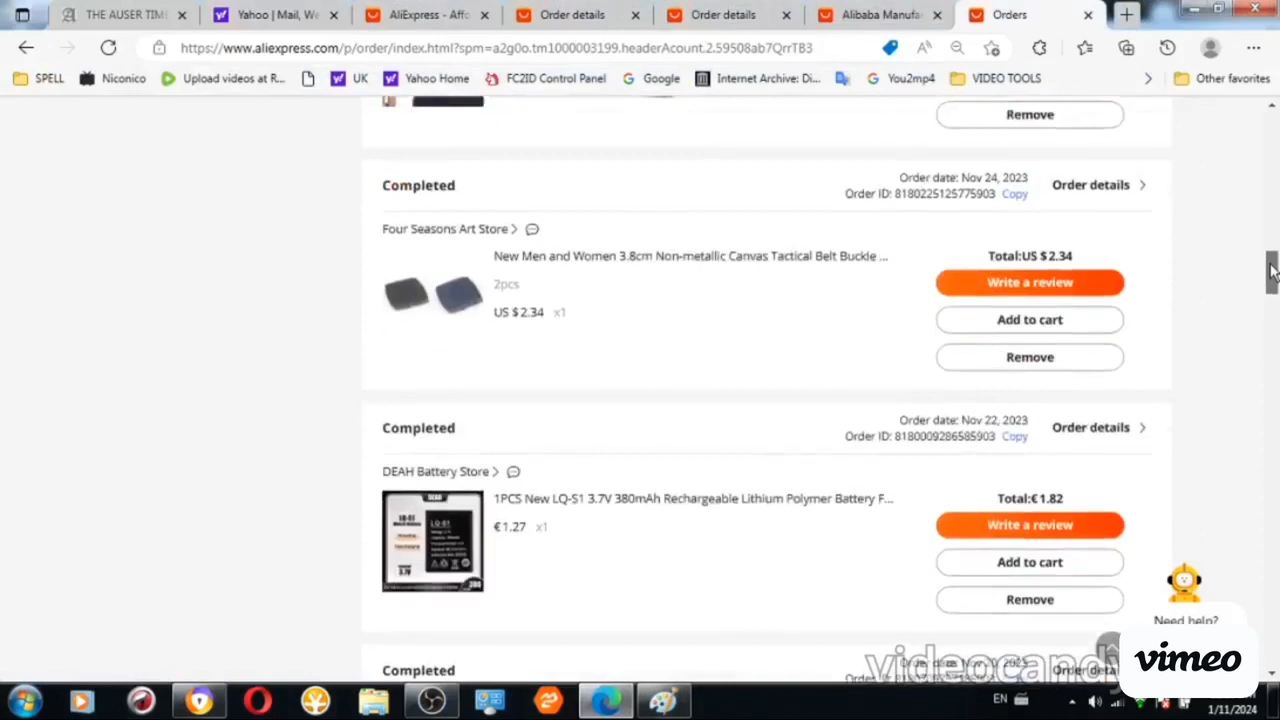 THE AUSER TIM
Yahoo | Mail, We
AliExpress - Affo
Order details
Order details
Alibaba Manufa
Orders
https://www.aliexpress.com/p/order/index.html?spm=a2g0o.tm1000003199.headerAcount.2.59508ab7QrrTB3
SPELL
Niconico
Upload videos at R...
UK
Yahoo Home
FC2ID Control Panel
Google
Internet Archive: Di...
You2mp4
VIDEO TOOLS
Other favorites
Remove
Completed
Order date: Nov 24, 2023
Order ID: 8180225125775903 Copy
Order details
Four Seasons Art Store
New Men and Women 3.8cm Non-metallic Canvas Tactical Belt Buckle ...
2pcs
US $2.34 x1
Total:US $2.34
Write a review
Add to cart
Remove
Completed
Order date: Nov 22, 2023
Order ID: 8180009286585903 Copy
Order details
DEAH Battery Store
1PCS New LQ-S1 3.7V 380mAh Rechargeable Lithium Polymer Battery F...
€1.27 x1
LQ-S1
3.7V
Total:€1.82
Write a review
Add to cart
Remove
Need help?
Completed
videocandy
vimeo
EN
1/11/2024